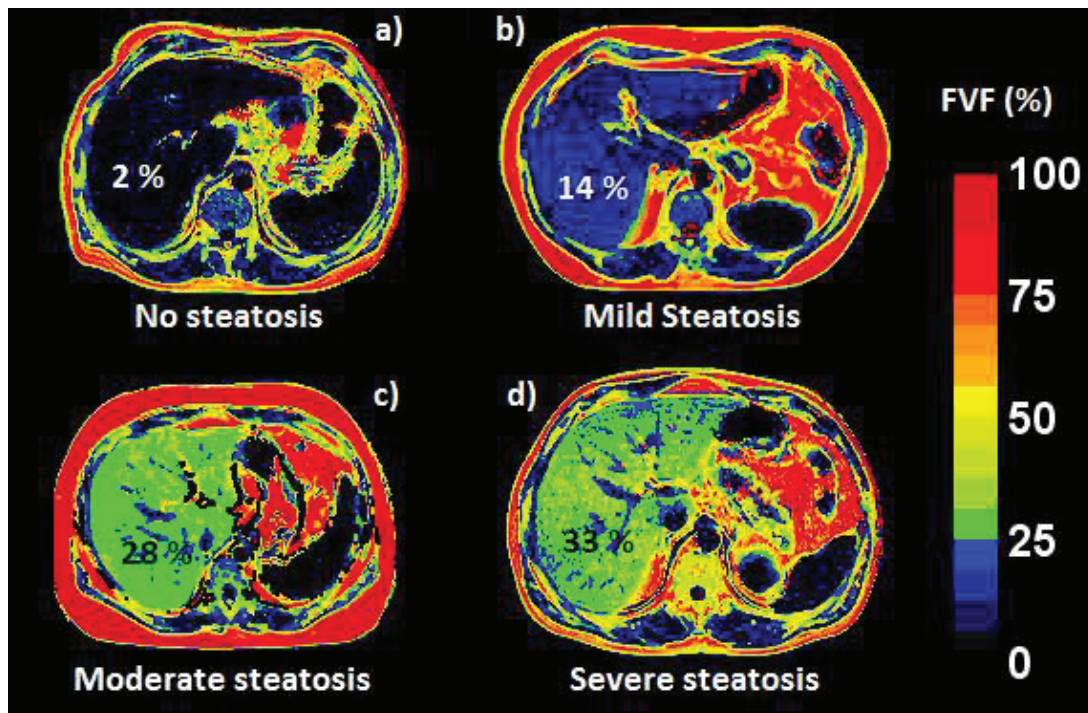 a)
2 %
No steatosis
b)
14 %
Mild Steatosis
c)
28 %
Moderate steatosis
d)
33 %
Severe steatosis
FVF (%)
100
75
50
25
0